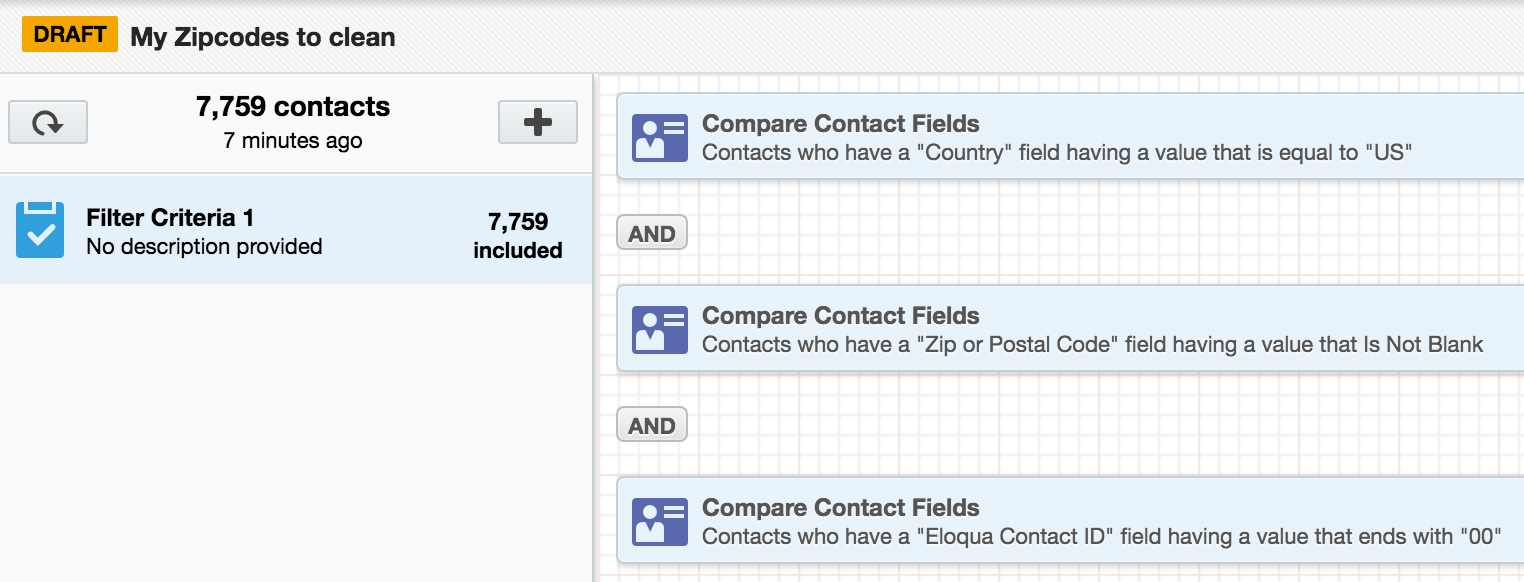 DRAFT My Zipcodes to clean
7,759 contacts
7 minutes ago
Filter Criteria 1
No description provided
7,759
included
Compare Contact Fields
Contacts who have a "Country" field having a value that is equal to "US"
AND
Compare Contact Fields
Contacts who have a "Zip or Postal Code" field having a value that Is Not Blank
AND
Compare Contact Fields
Contacts who have a "Eloqua Contact ID" field having a value that ends with "00"